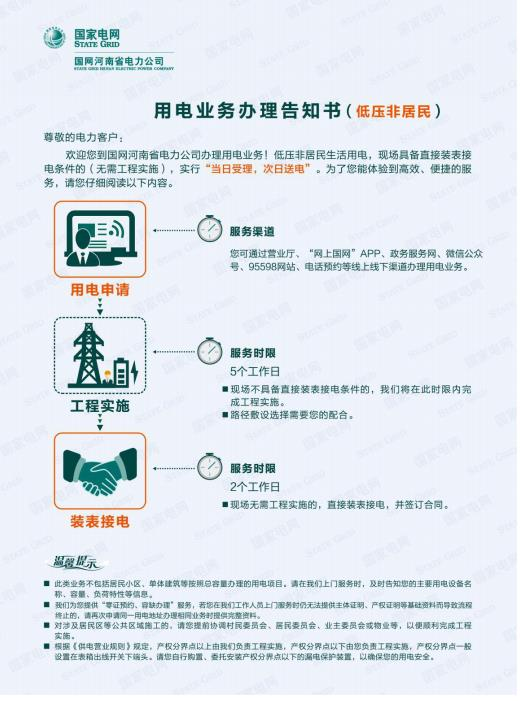 国家电网
STATE GRID
国网河南省电力公司
STATE GRID HENAN ELECTRIC POWER COMPANY
用电业务办理告知书（低压非居民）
尊敬的电力客户：
欢迎您到国网河南省电力公司办理用电业务！低压非居民生活用电，现场具备直接装表接
电条件的（无需工程实施），实行“当日受理，次日送电”。为了您能体验到高效、便捷的服
务，请您仔细阅读以下内容。
服务渠道
您可通过营业厅、“网上国网”APP、政务服务网、微信公众
号、95598网站、电话预约等线上线下渠道办理用电业务。
用电申请
服务时限
5个工作日
■现场不具备直接装表接电条件的，我们将在此时限内完
成工程实施。
■路径敷设选择需要您的配合。
工程实施
服务时限
2个工作日
■现场无需工程实施的，直接装表接电，并签订合同。
装表接电
温馨提示
■ 此类业务不包括居民小区、单体建筑等按照总容量办理的用电项目。请在我们上门服务时，及时告知您的主要用电设备名
称、容量、负荷特性等信息。
■ 我们为您提供“零证预约、容缺办理”服务，若您在我们工作人员上门服务时仍无法提供主体证明、产权证明等基础资料而导致流程
终止的，请再次申请同一用电地址办理相同业务时提供完整资料。
■ 对涉及居民区等公共区域施工的，请您提前协调村民委员会、居民委员会、业主委员会或物业等，以便顺利完成工程
实施。
■ 根据《供电营业规则》规定，产权分界点以上由我们负责工程实施，产权分界点以下由您负责工程实施，产权分界点一般
设置在表箱出线开关下端头。请您自行购置、委托安装产权分界点以下的漏电保护装置，以确保您的用电安全。